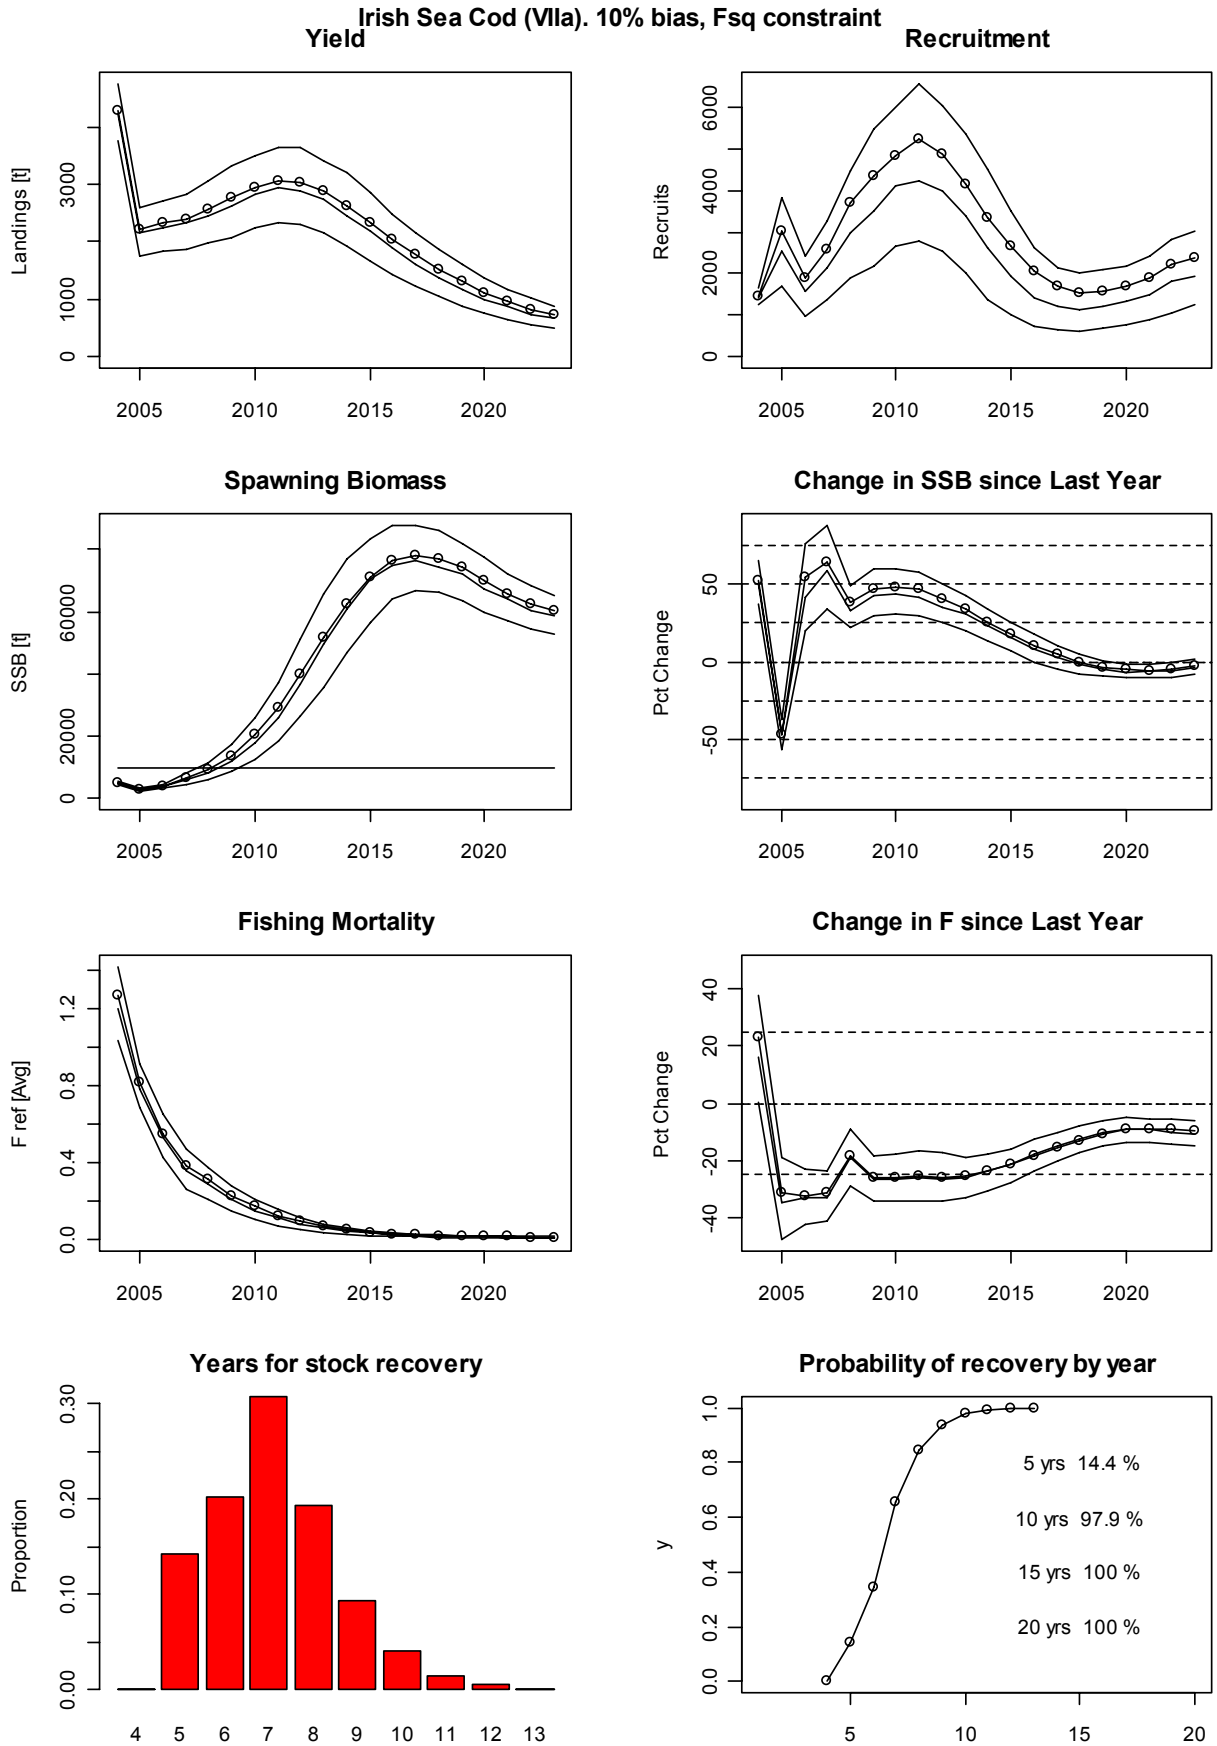 Irish Sea Cod (VIIa). 10% bias, Fsq constraint
Yield
Landings [t]
3000
1000
0
2005 2010 2015 2020
Recruitment
Recruits
6000
4000
2000
0
2005 2010 2015 2020
Spawning Biomass
SSB [t]
60000
20000
0
2005 2010 2015 2020
Change in SSB since Last Year
Pct Change
50
0
-50
2005 2010 2015 2020
Fishing Mortality
F ref [Avg]
1.2
0.8
0.4
0.0
2005 2010 2015 2020
Change in F since Last Year
Pct Change
40
20
0
-20
-40
2005 2010 2015 2020
Years for stock recovery
Proportion
0.30
0.20
0.10
0.00
4 5 6 7 8 9 10 11 12 13
Probability of recovery by year
y
1.0
0.8
0.6
0.4
0.2
0.0
5 yrs 14.4 %
10 yrs 97.9 %
15 yrs 100 %
20 yrs 100 %
5 10 15 20